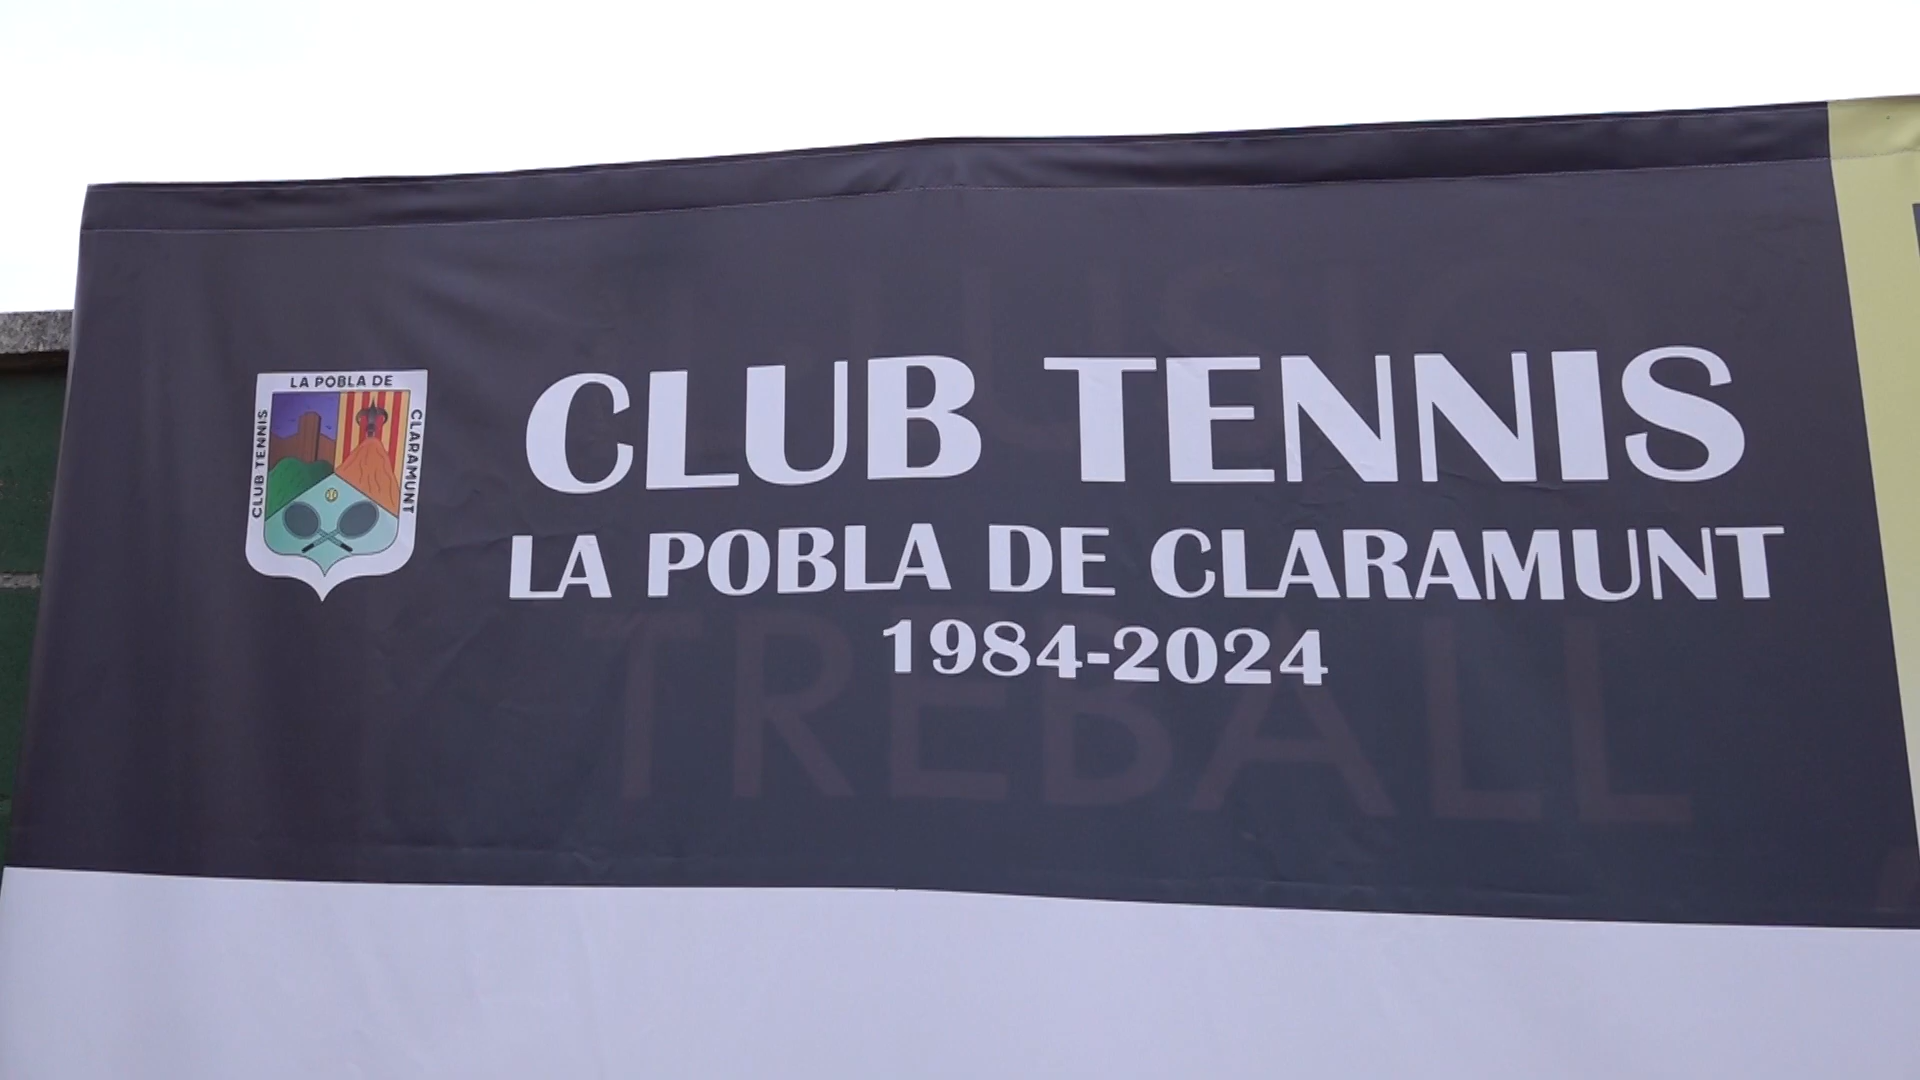 LA POBLA DE
CLUB TENNIS
CLARAMUNT
CLUB TENNIS
LA POBLA DE CLARAMUNT
1984-2024
TREBALL